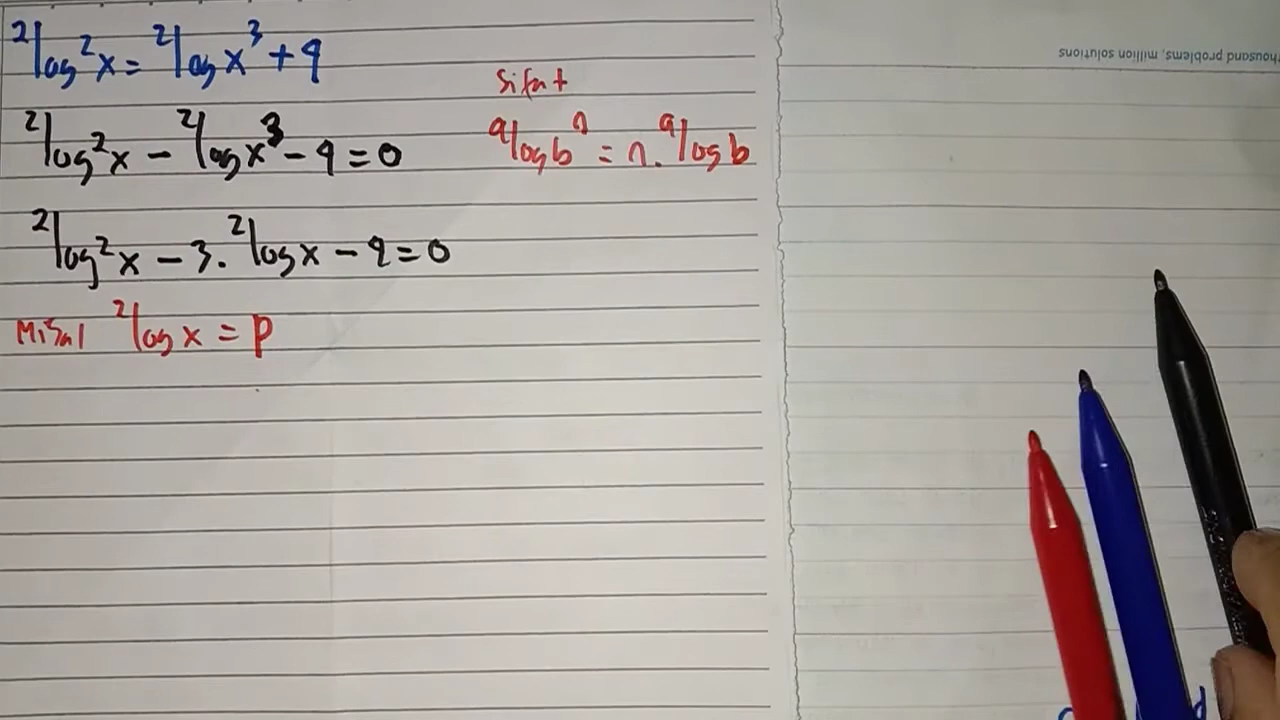 ²log²x = ²log x³ + 4
²log²x − ²log x³ − 4 = 0
Sifat
ᵃlog bⁿ = n. ᵃlog b
²log²x − 3. ²log x − 4 = 0
Misal ²log x = p
housand problems, million solutions